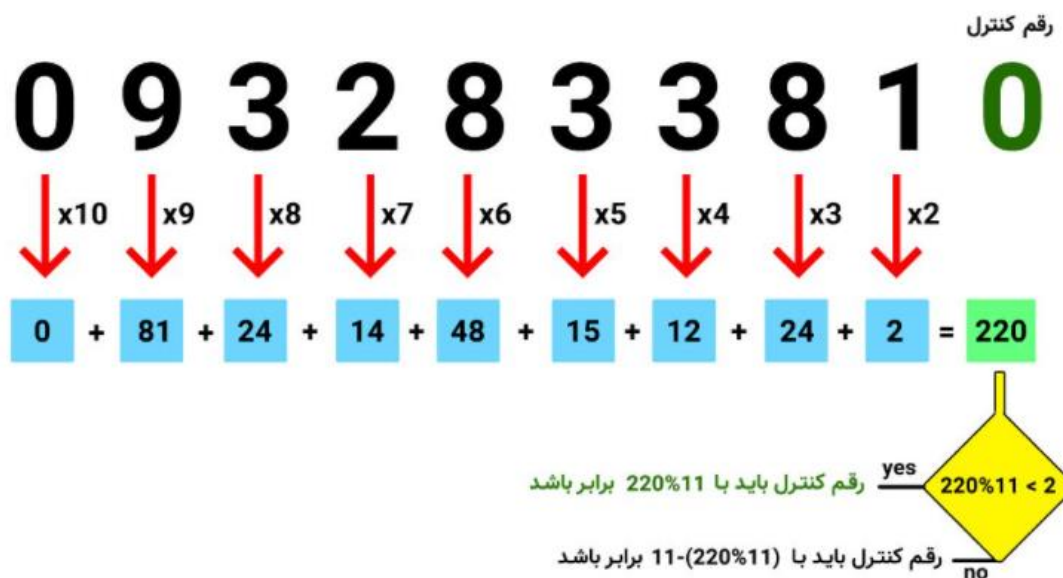 رقم کنترل
0 9 3 2 8 3 3 8 1 0
x10 x9 x8 x7 x6 x5 x4 x3 x2
0 + 81 + 24 + 14 + 48 + 15 + 12 + 24 + 2 = 220
220%11 < 2
yes
رقم کنترل باید با 220%11 برابر باشد
no
رقم کنترل باید با (220%11)-11 برابر باشد